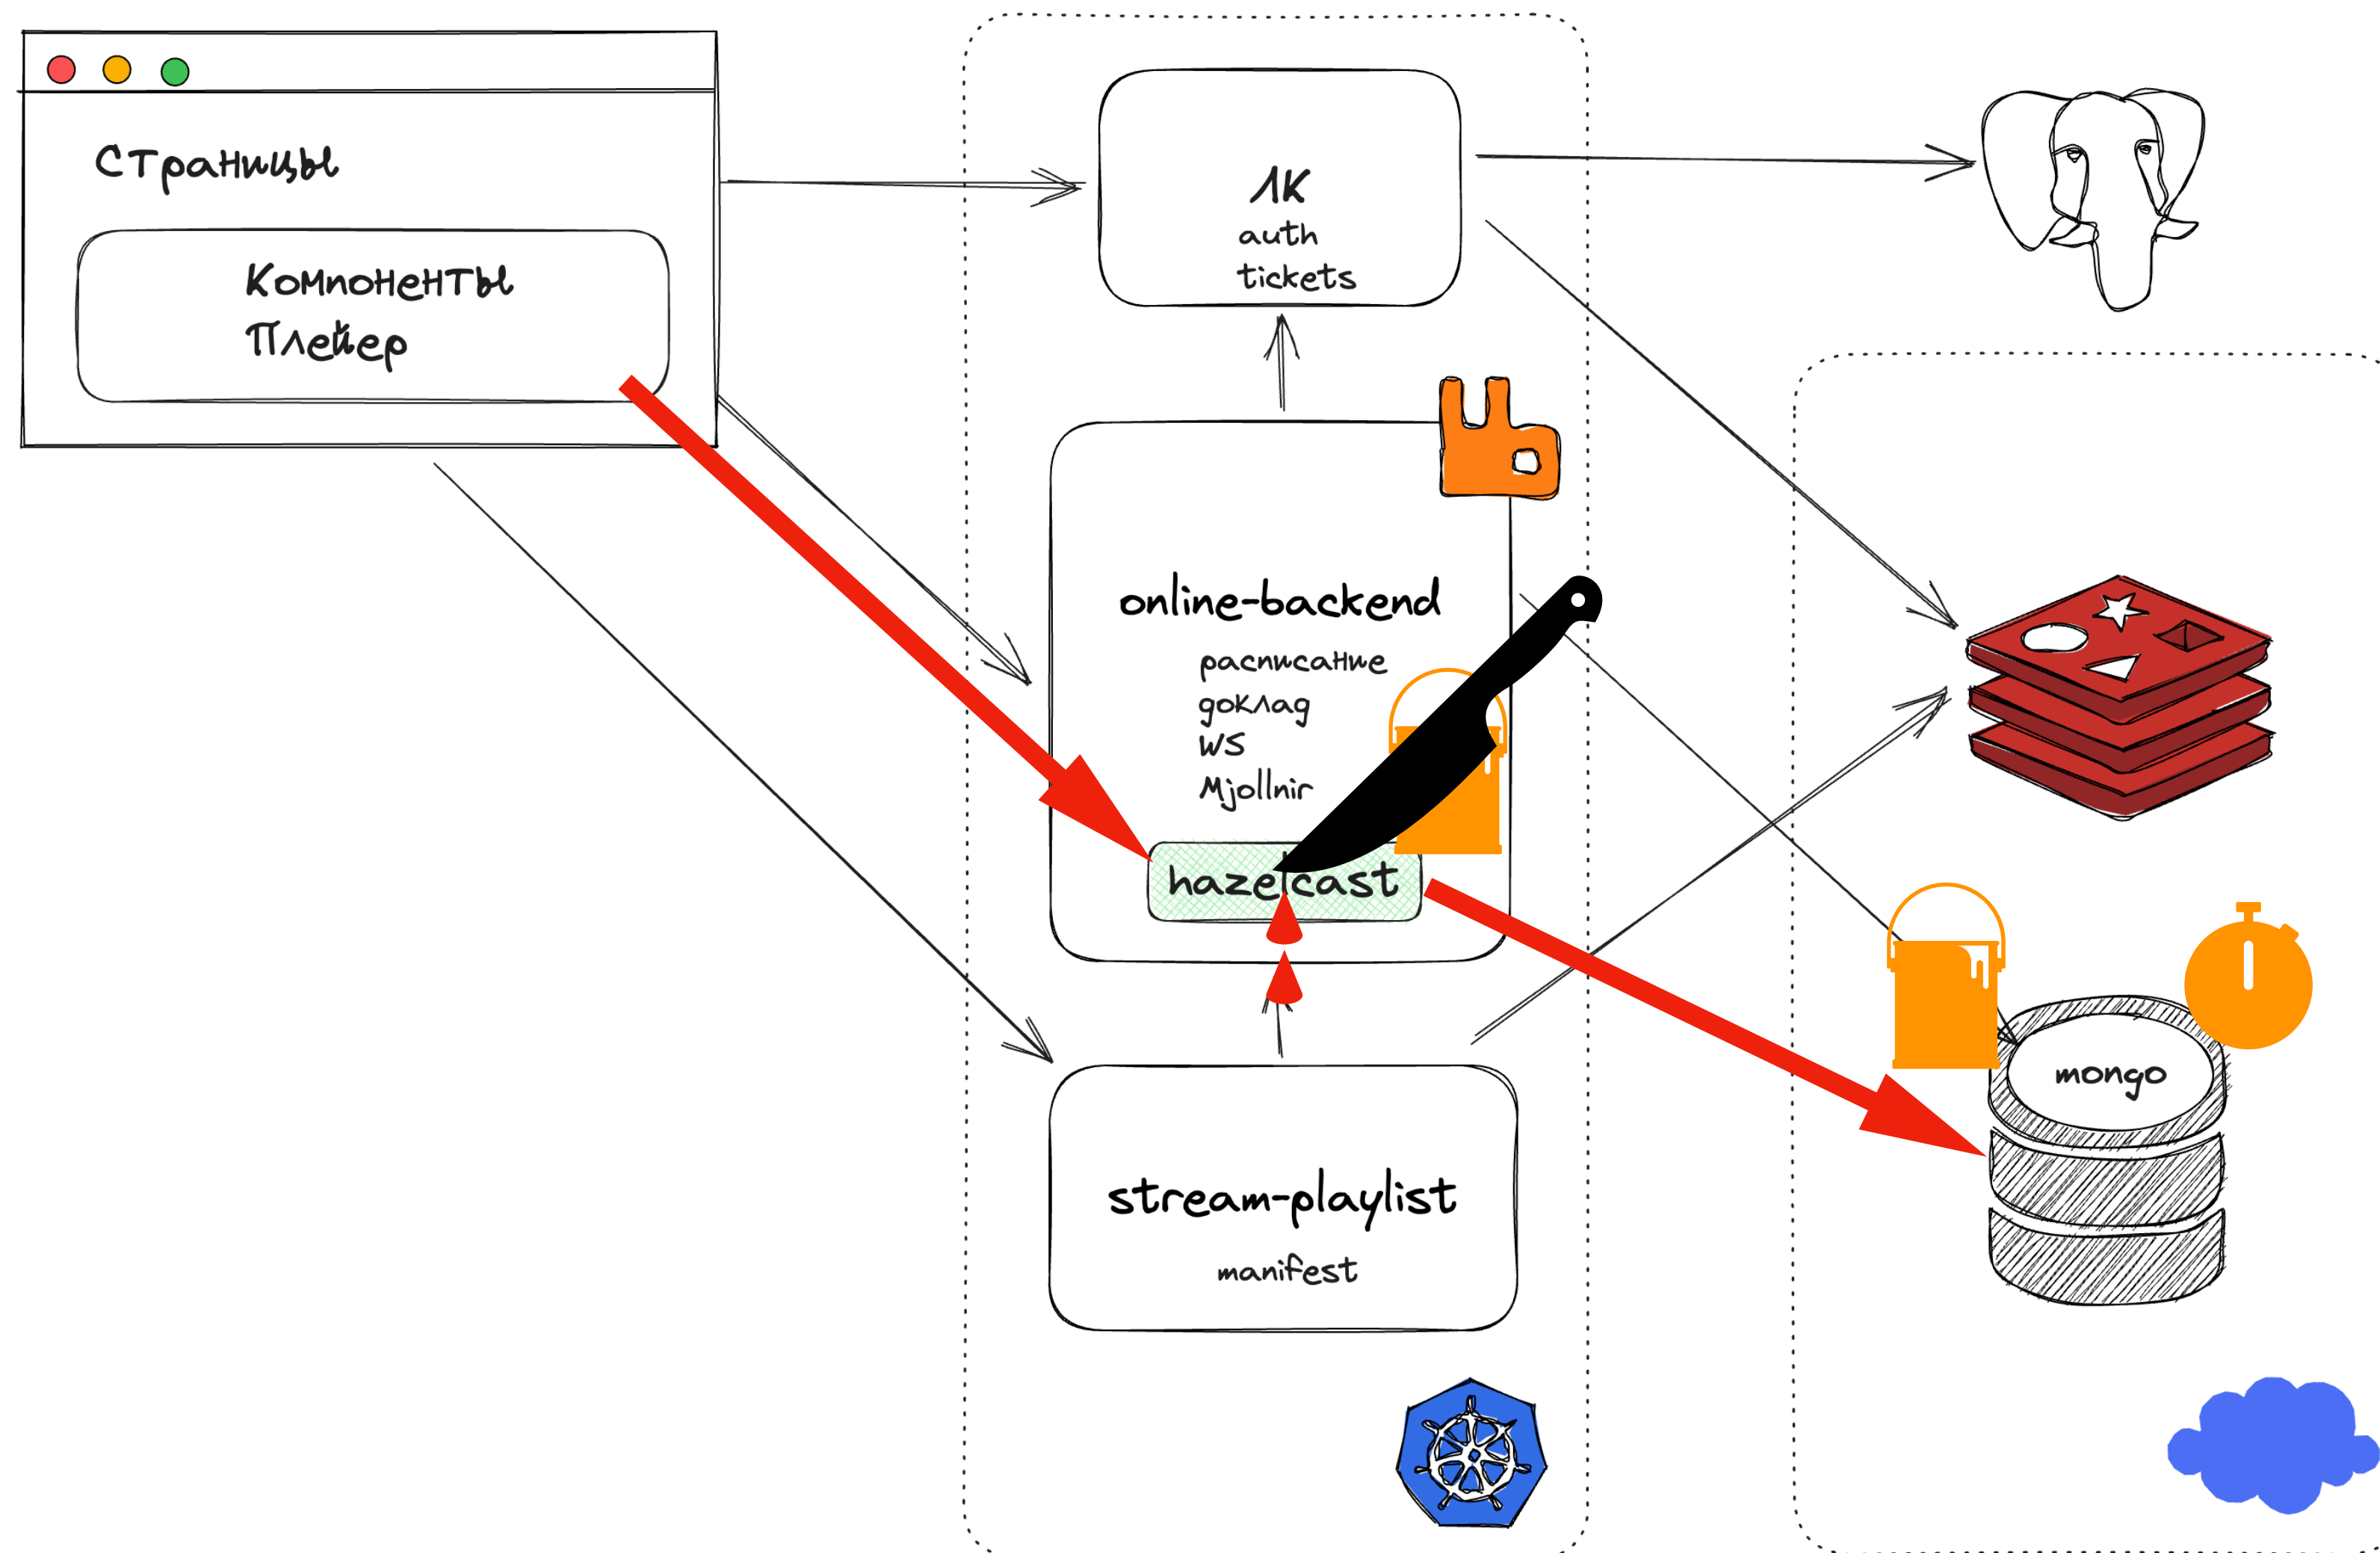 Страницы
Компоненты
Плейер
ЛК
auth
tickets
online-backend
расписание
доклад
WS
Mjollnir
hazelcast
stream-playlist
manifest
mongo